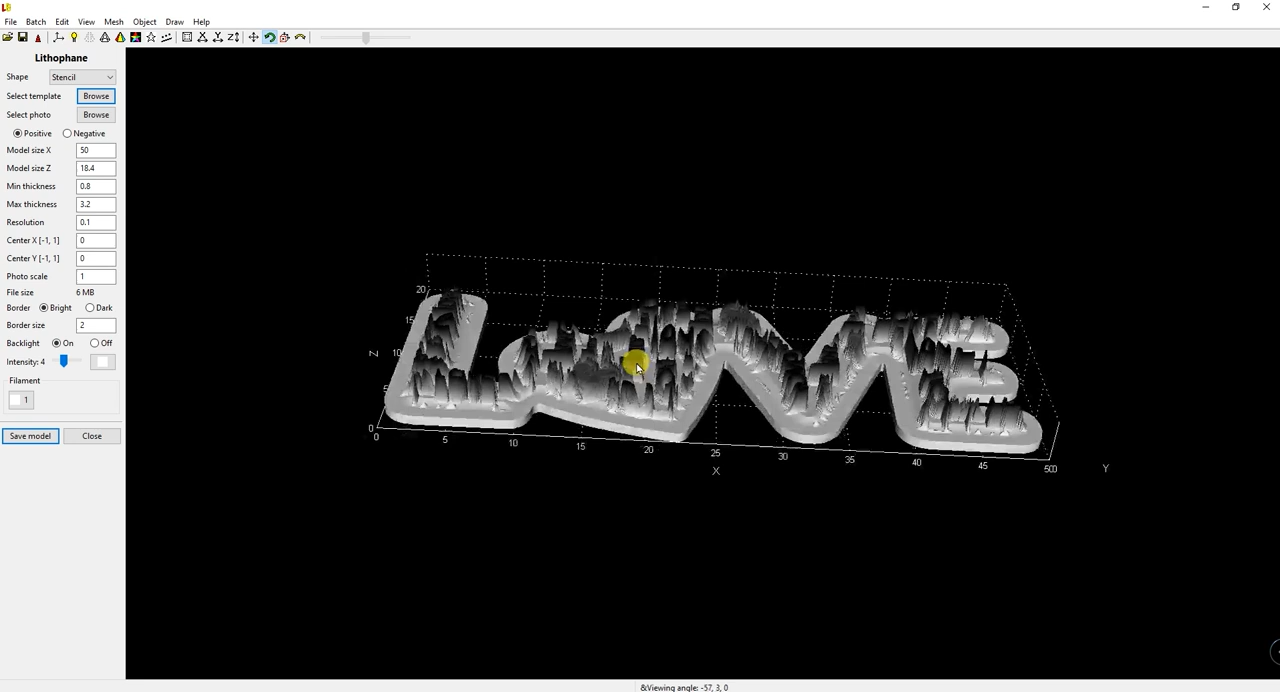 File Batch Edit View Mesh Object Draw Help
Lithophane
Shape Stencil
Select template Browse
Select photo Browse
Positive Negative
Model size X 50
Model size Z 18.4
Min thickness 0.8
Max thickness 3.2
Resolution 0.1
Center X [-1, 1] 0
Center Y [-1, 1] 0
Photo scale 1
File size 6 MB
Border Bright Dark
Border size 2
Backlight On Off
Intensity: 4
Filament
1
Save model Close
20
15
Z 10
5
0
0 5 10 15 20 25 30 35 40 45 500
X Y
LOVE
&Viewing angle: -57, 3, 0